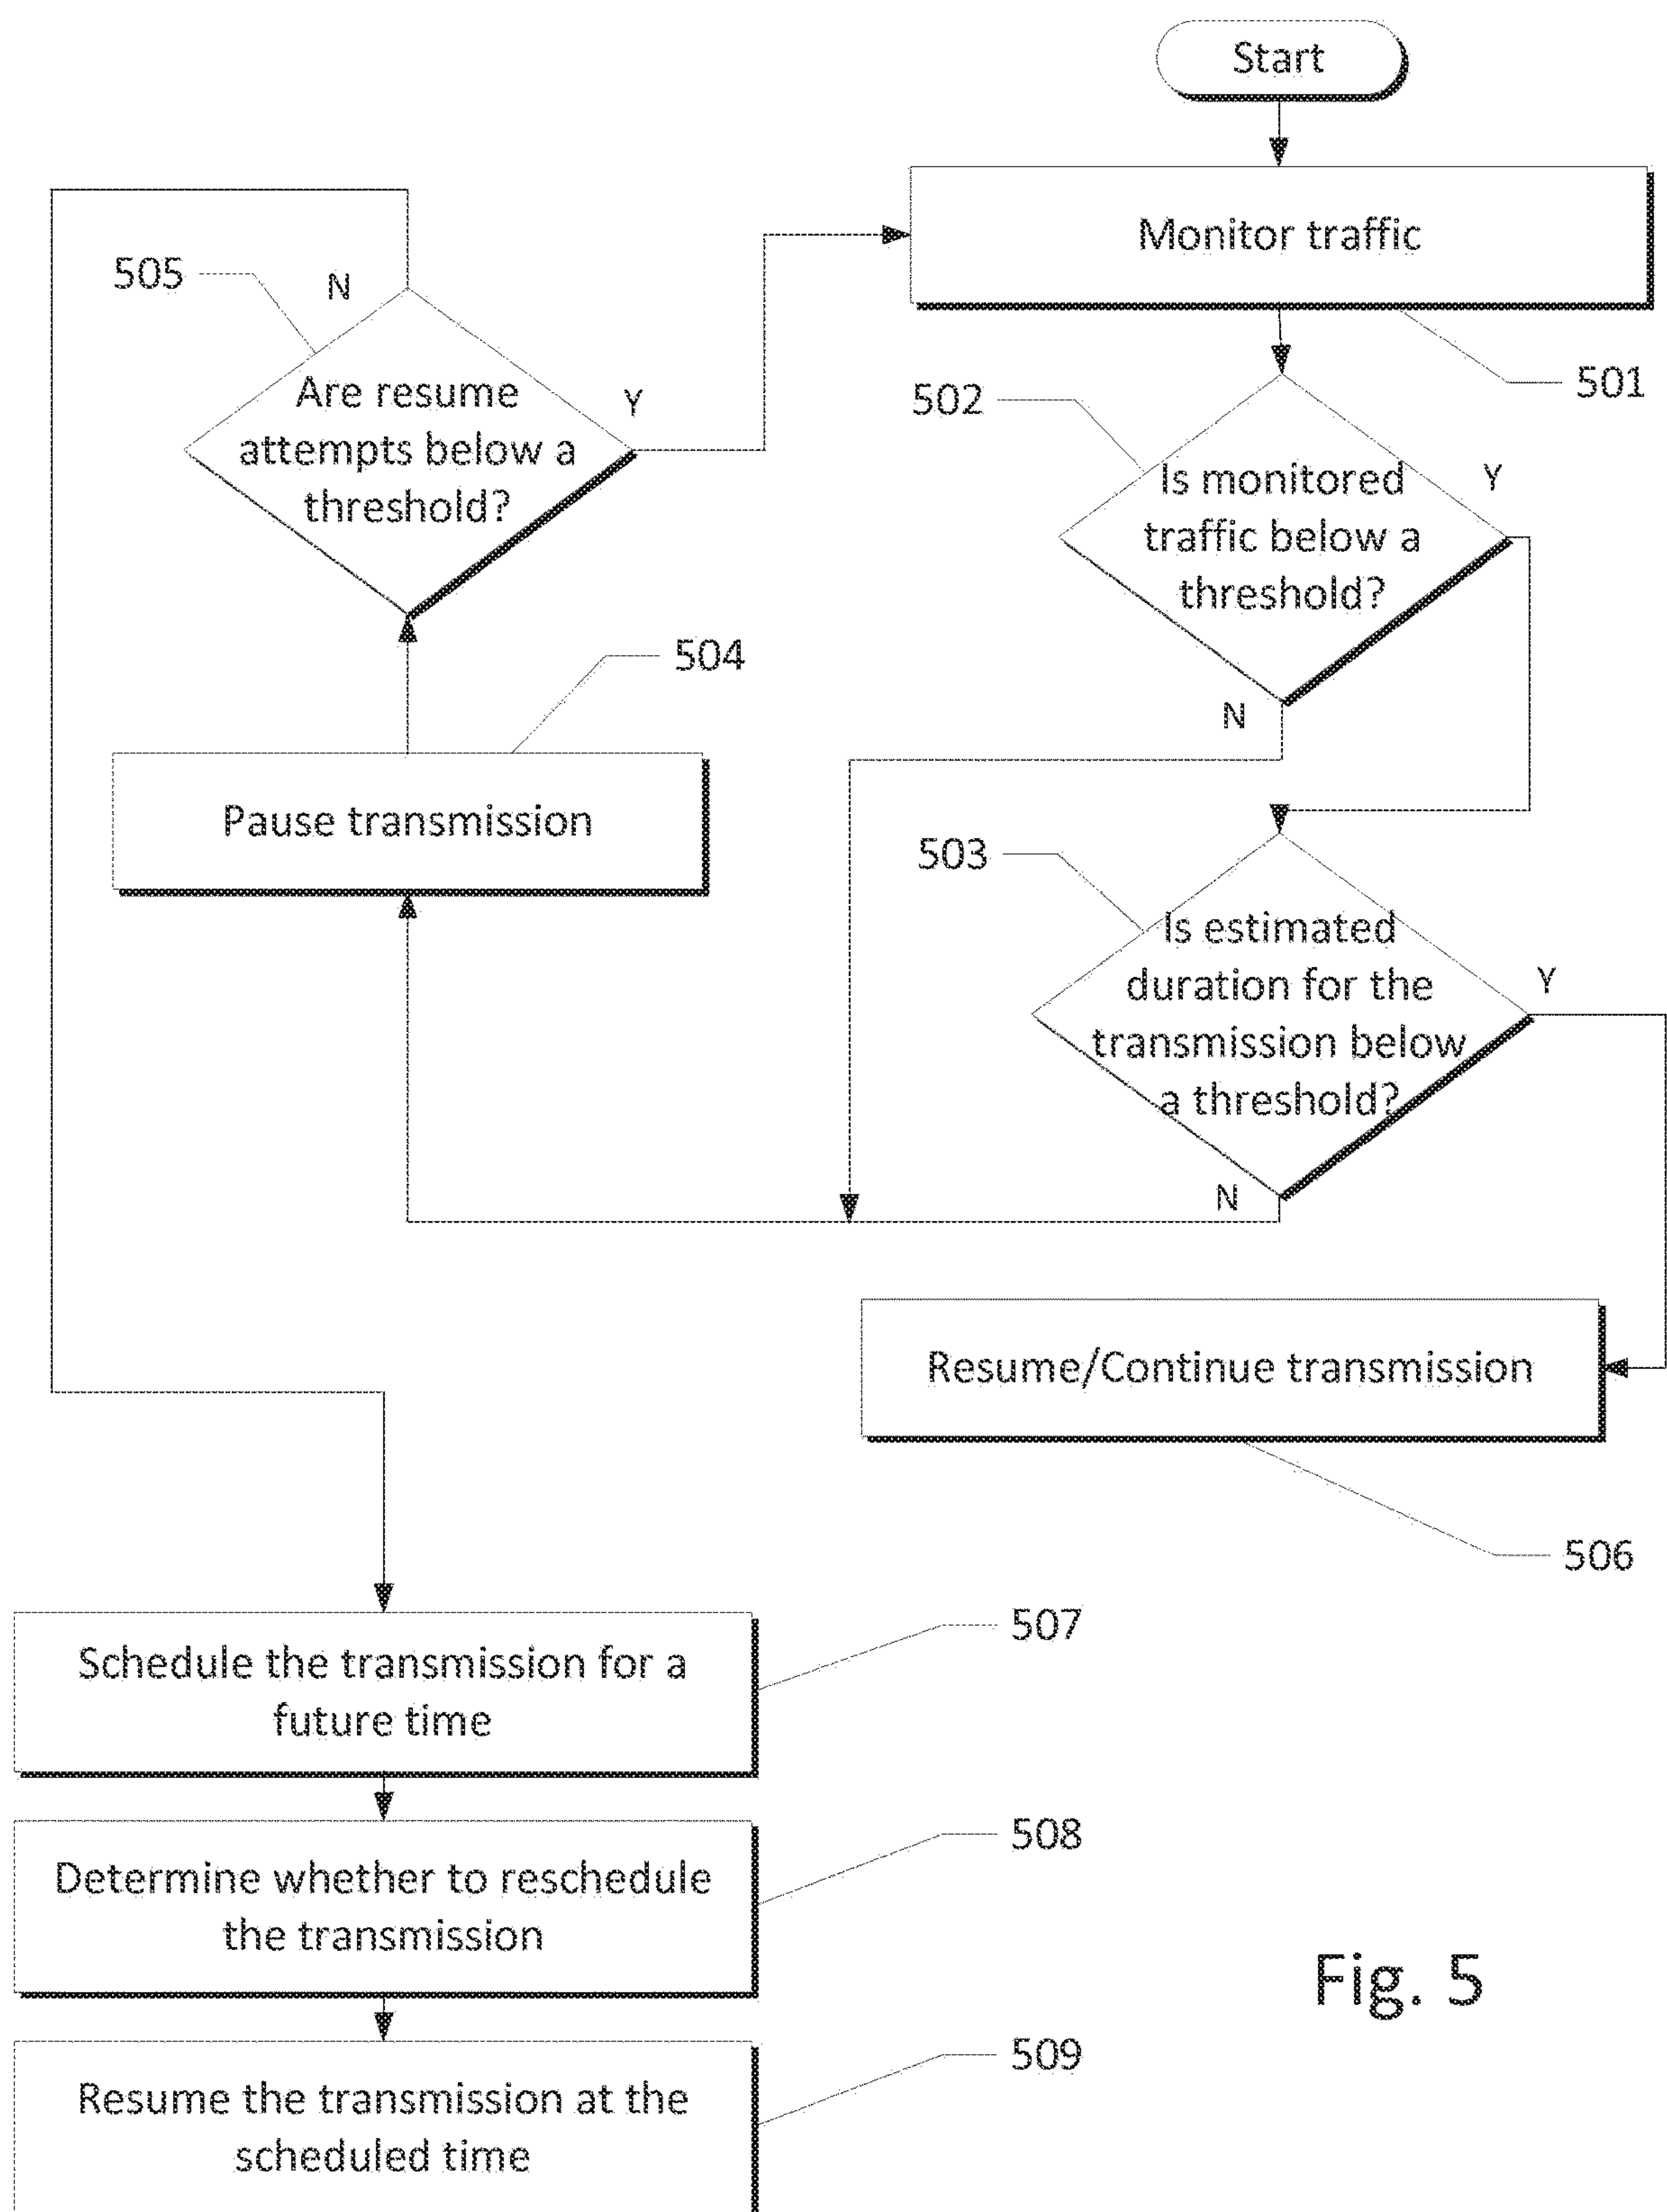 Start
Monitor traffic
501
505
N
Y
Are resume
attempts below a
threshold?
502
Y
Is monitored
traffic below a
threshold?
N
504
Pause transmission
503
Y
Is estimated
duration for the
transmission below
a threshold?
N
Resume/Continue transmission
506
507
Schedule the transmission for a
future time
508
Determine whether to reschedule
the transmission
509
Resume the transmission at the
scheduled time
Fig. 5